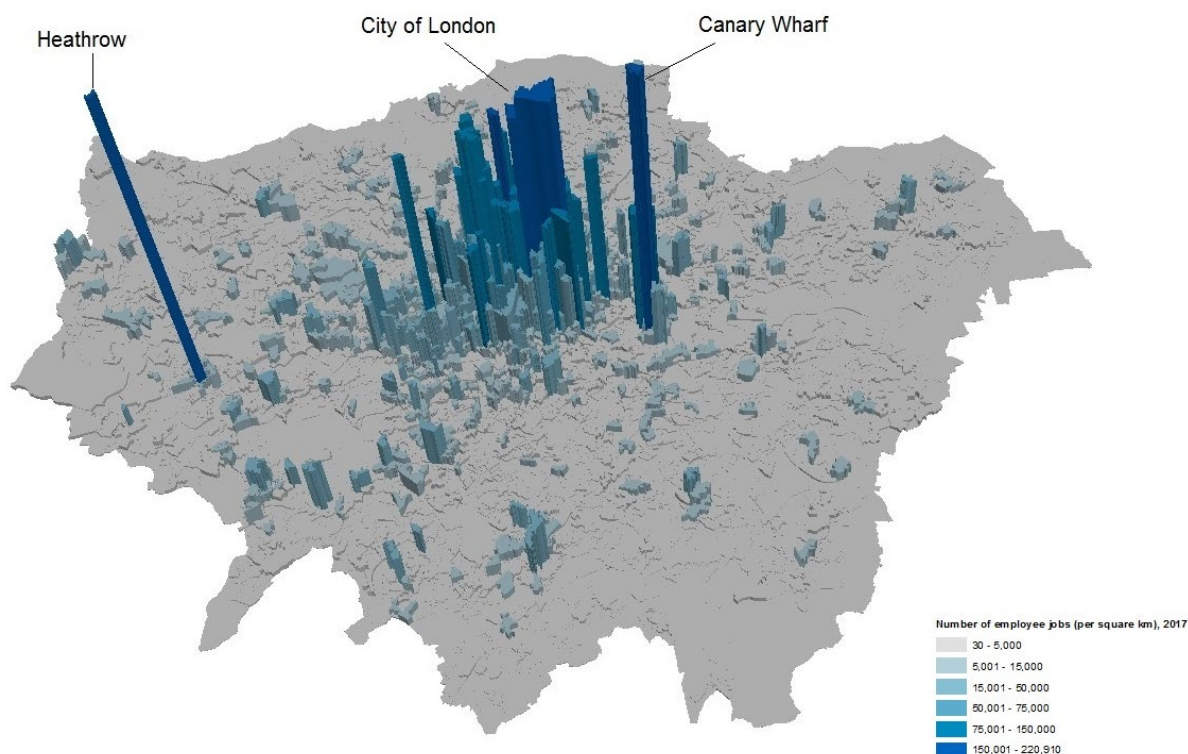 Heathrow
City of London
Canary Wharf
Number of employee jobs (per square km), 2017
30 - 5,000
5,001 - 15,000
15,001 - 50,000
50,001 - 75,000
75,001 - 150,000
150,001 - 220,910